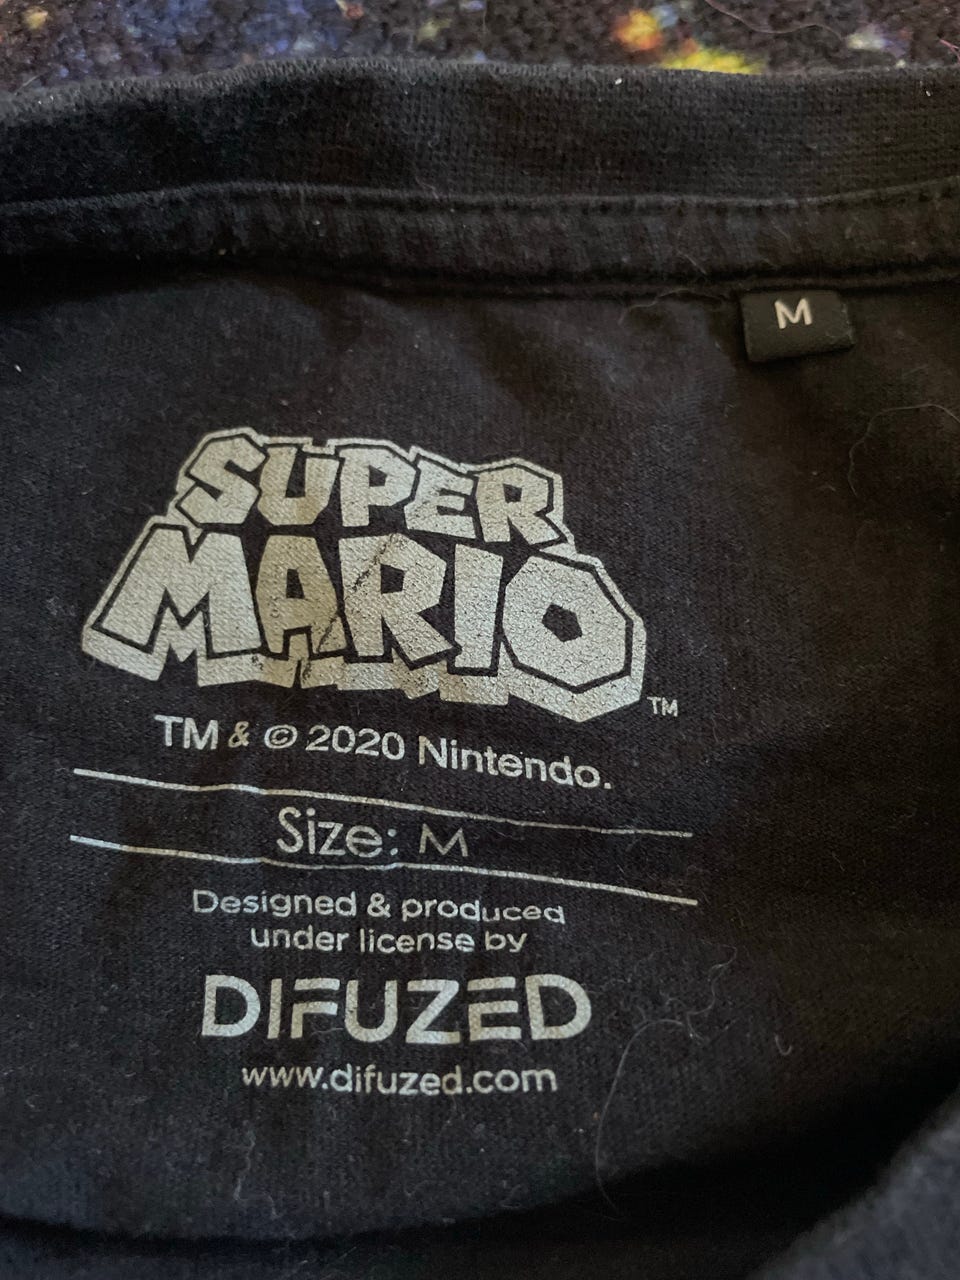 M
SUPER
MARIO
TM
TM & © 2020 Nintendo.
Size: M
Designed & produced
under license by
DIFUZED
www.difuzed.com